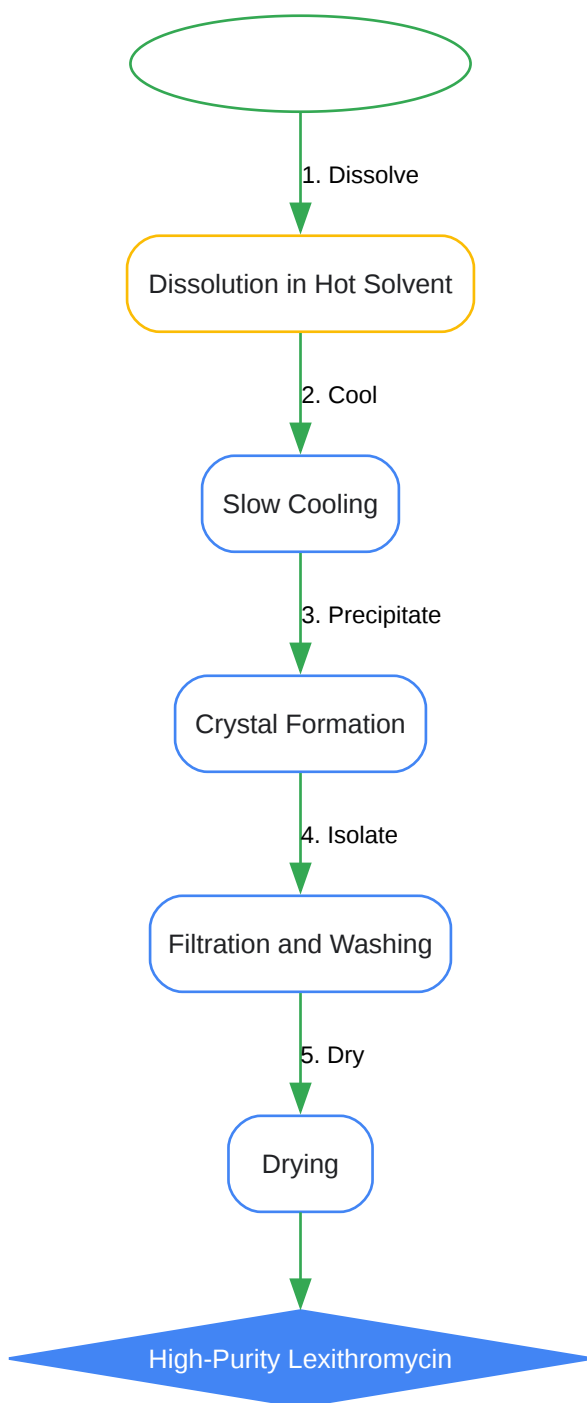 1. Dissolve
Dissolution in Hot Solvent
2. Cool
Slow Cooling
3. Precipitate
Crystal Formation
4. Isolate
Filtration and Washing
5. Dry
Drying
High-Purity Lexithromycin